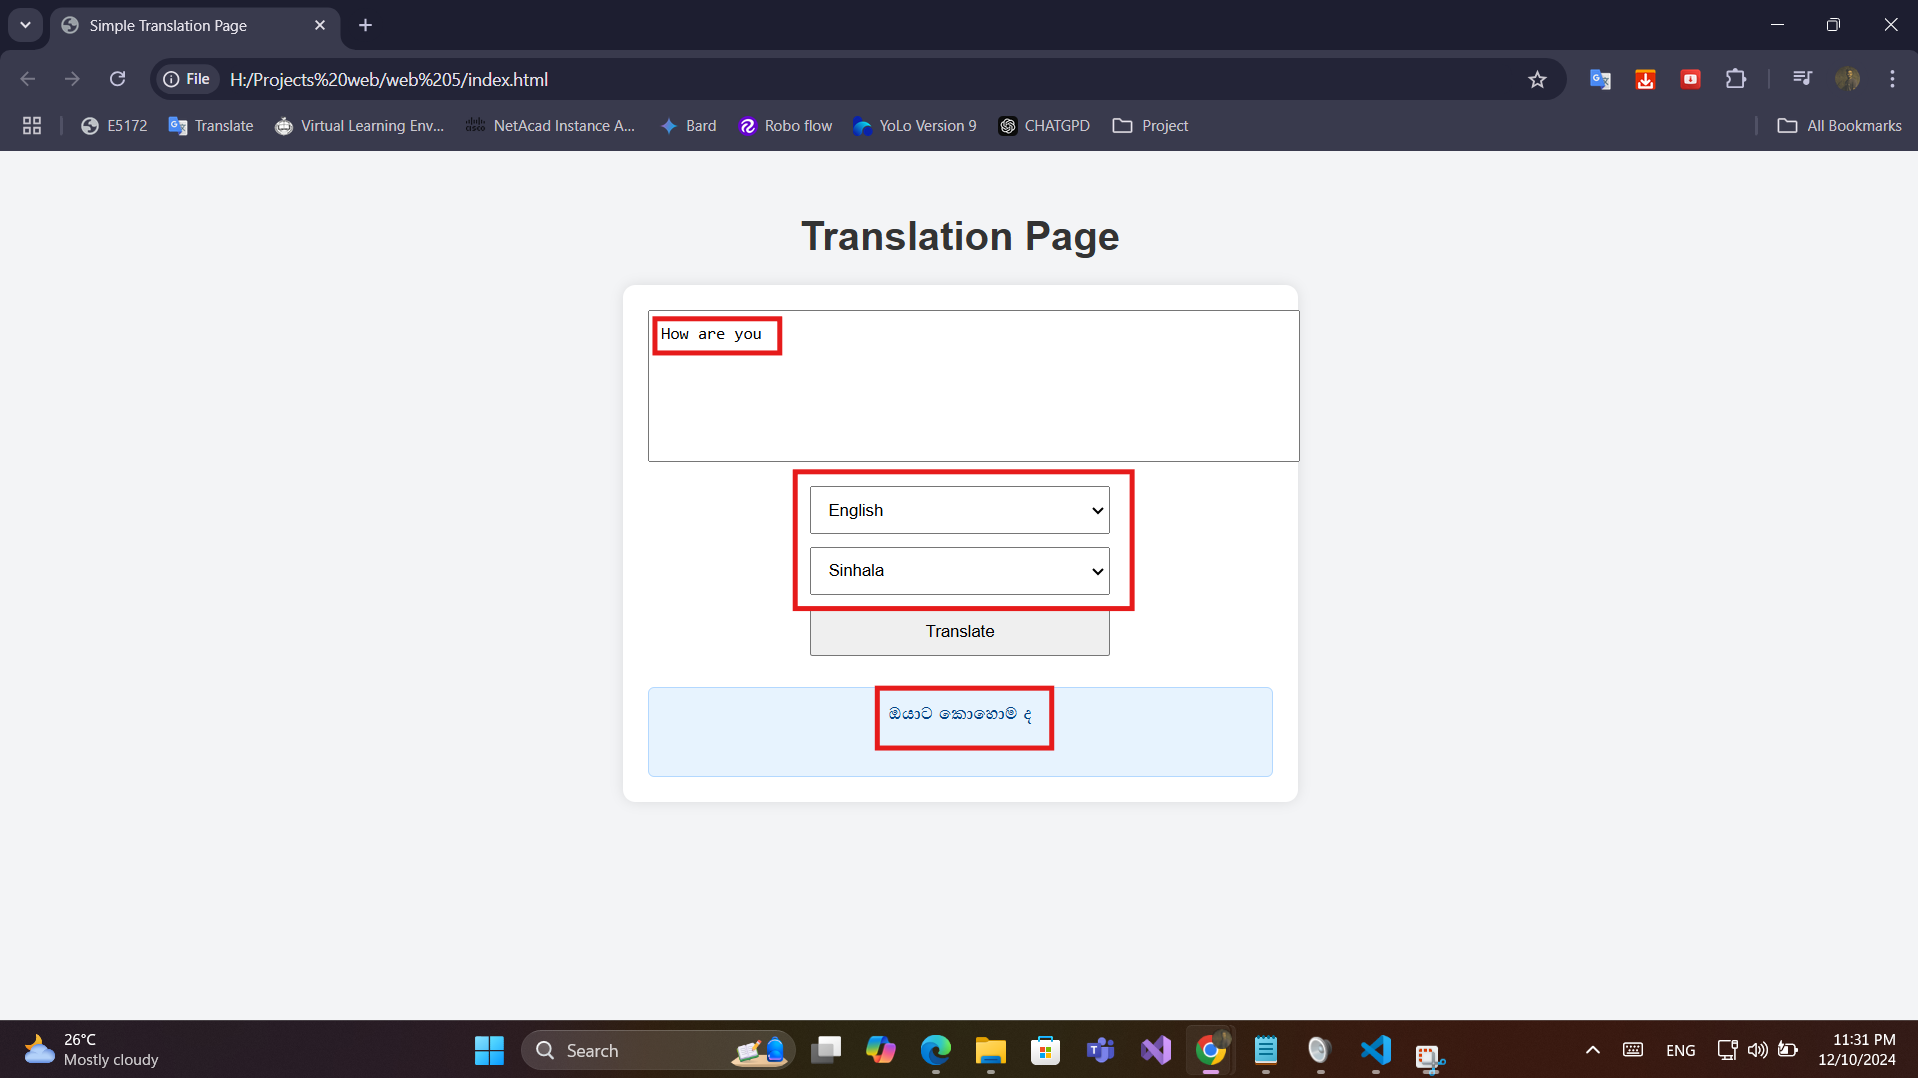 Simple Translation Page
File
H:/Projects%20web/web%205/index.html
E5172
Translate
Virtual Learning Env...
cisco
NetAcad Instance A...
Bard
Robo flow
YoLo Version 9
CHATGPD
Project
All Bookmarks
Translation Page
How are you
English
Sinhala
Translate
ඔයාට කොහොම ද
26°C
Mostly cloudy
Search
ENG
11:31 PM
12/10/2024